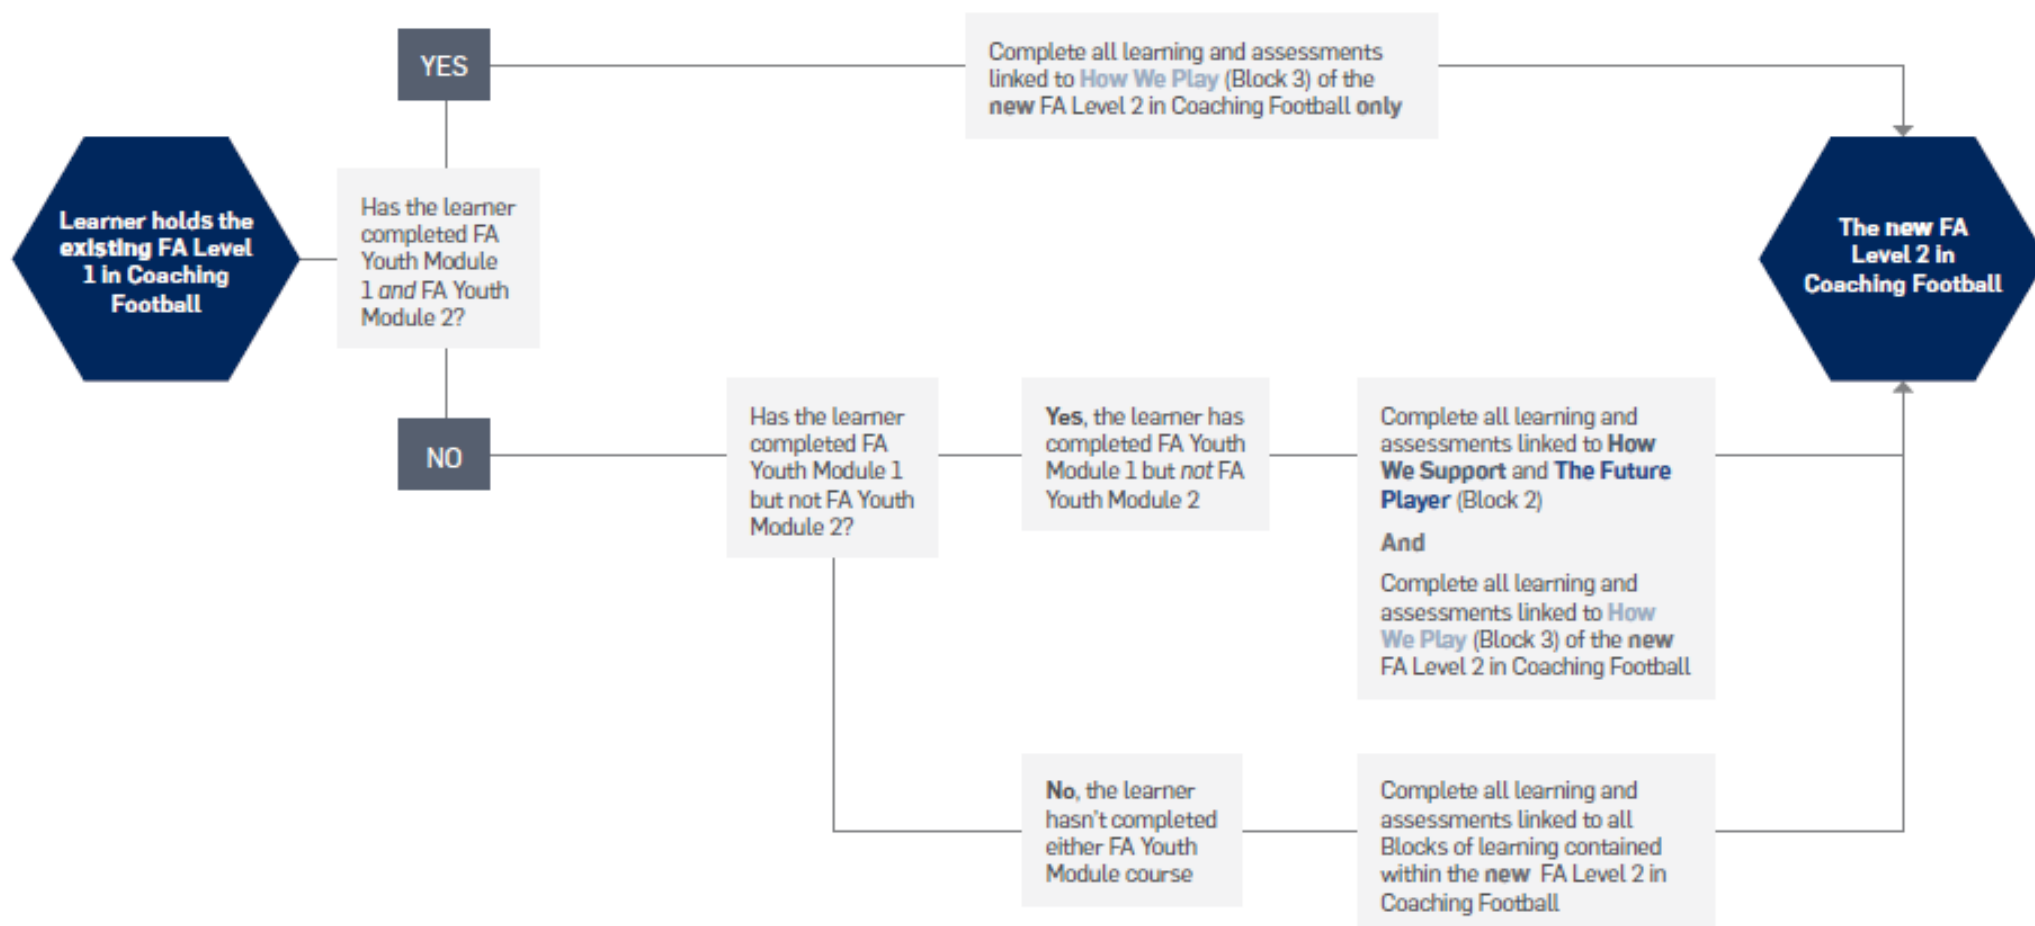 YES
Complete all learning and assessments
linked to How We Play (Block 3) of the
new FA Level 2 in Coaching Football only
Learner holds the
existing FA Level
1 in Coaching
Football
Has the learner
completed FA
Youth Module
1 and FA Youth
Module 2?
The new FA
Level 2 in
Coaching Football
NO
Has the learner
completed FA
Youth Module 1
but not FA Youth
Module 2?
Yes, the learner has
completed FA Youth
Module 1 but not FA
Youth Module 2
Complete all learning and
assessments linked to How
We Support and The Future
Player (Block 2)
And
Complete all learning and
assessments linked to How
We Play (Block 3) of the new
FA Level 2 in Coaching Football
No, the learner
hasn't completed
either FA Youth
Module course
Complete all learning and
assessments linked to all
Blocks of learning contained
within the new FA Level 2 in
Coaching Football